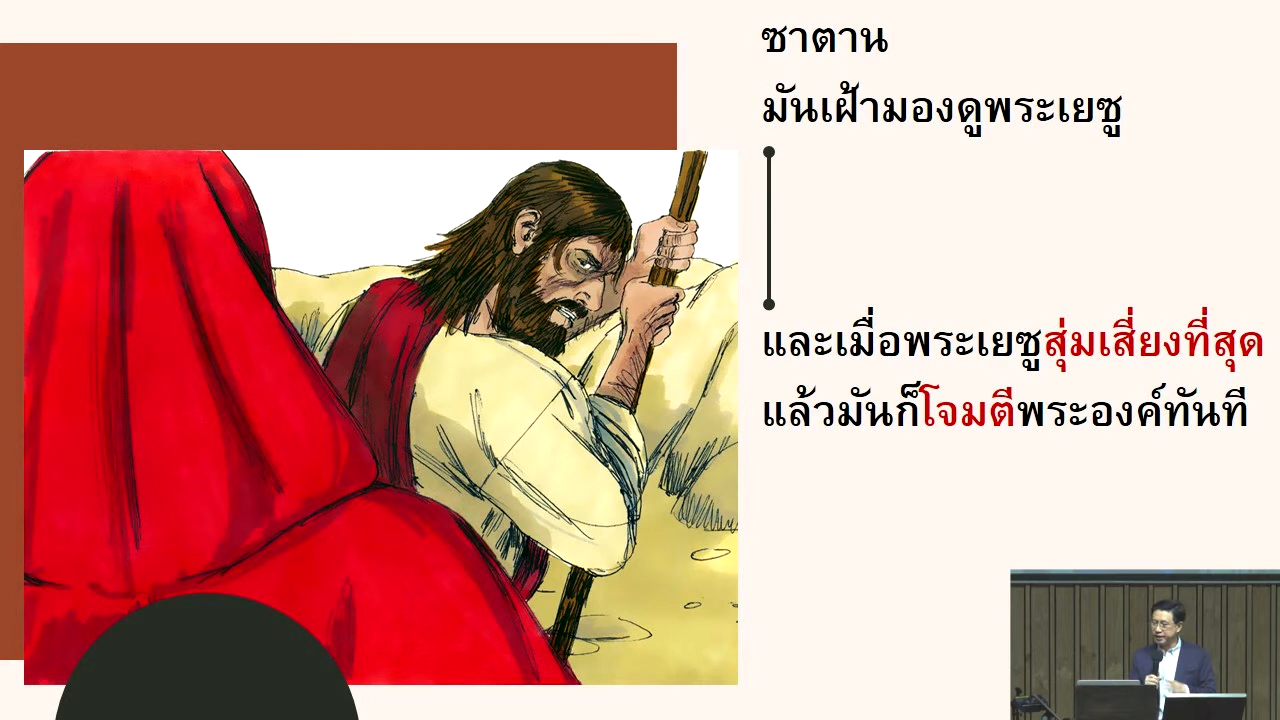 ซาตาน
มันเฝ้ามองดูพระเยซู
และเมื่อพระเยซูสุ่มเสี่ยงที่สุด
แล้วมันก็โจมตีพระองค์ทันที